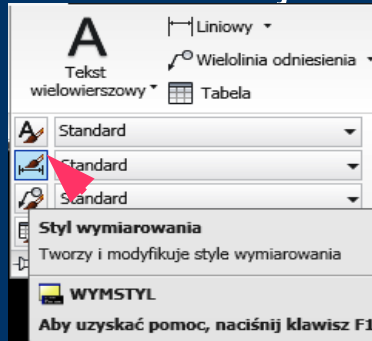 A
Tekst
wielowierszowy
Liniowy
Wielolinia odniesienia
Tabela
Standard
Standard
Standard
Styl wymiarowania
Tworzy i modyfikuje style wymiarowania
WYMSTYL
Aby uzyskać pomoc, naciśnij klawisz F1